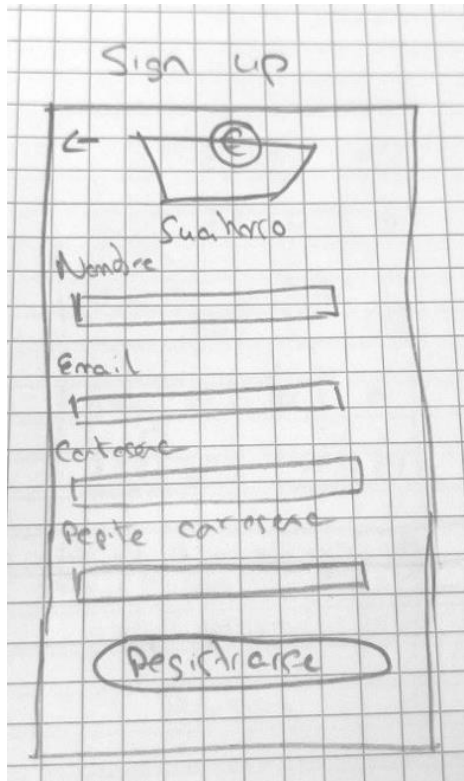 Sign up
←
€
Suahorro
Nombre
Email
Contraseña
Repite contraseña
Registrarse